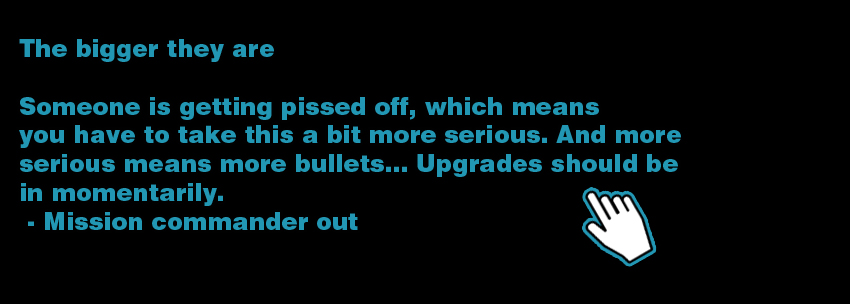 The bigger they are
Someone is getting pissed off, which means
you have to take this a bit more serious. And more
serious means more bullets... Upgrades should be
in momentarily.
- Mission commander out